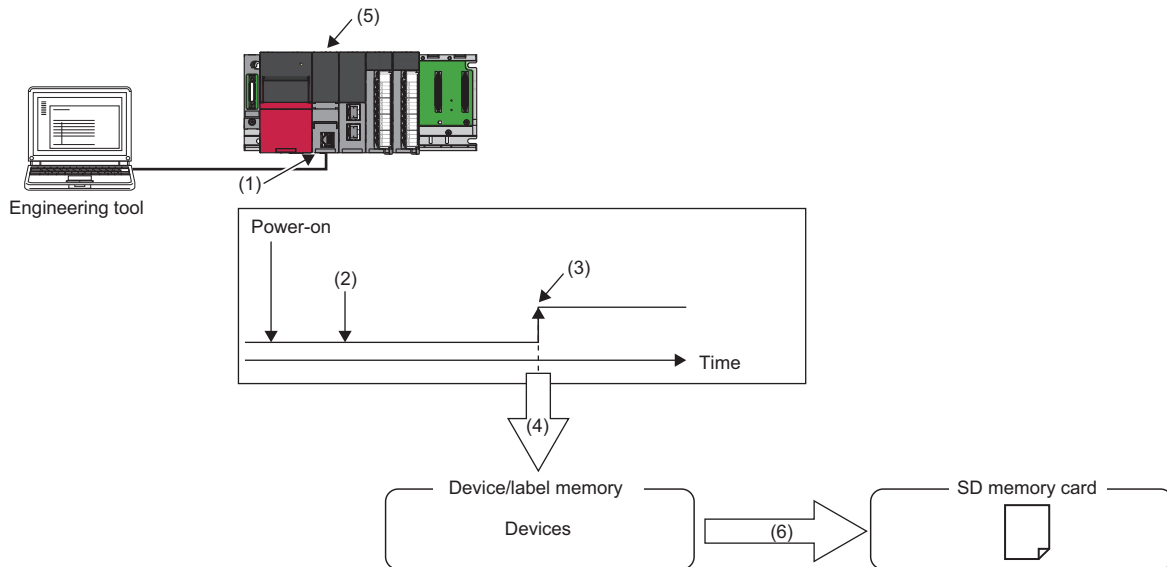 (5)
(1)
Engineering tool
Power-on
(2)
(3)
Time
(4)
Device/label memory
Devices
(6)
SD memory card